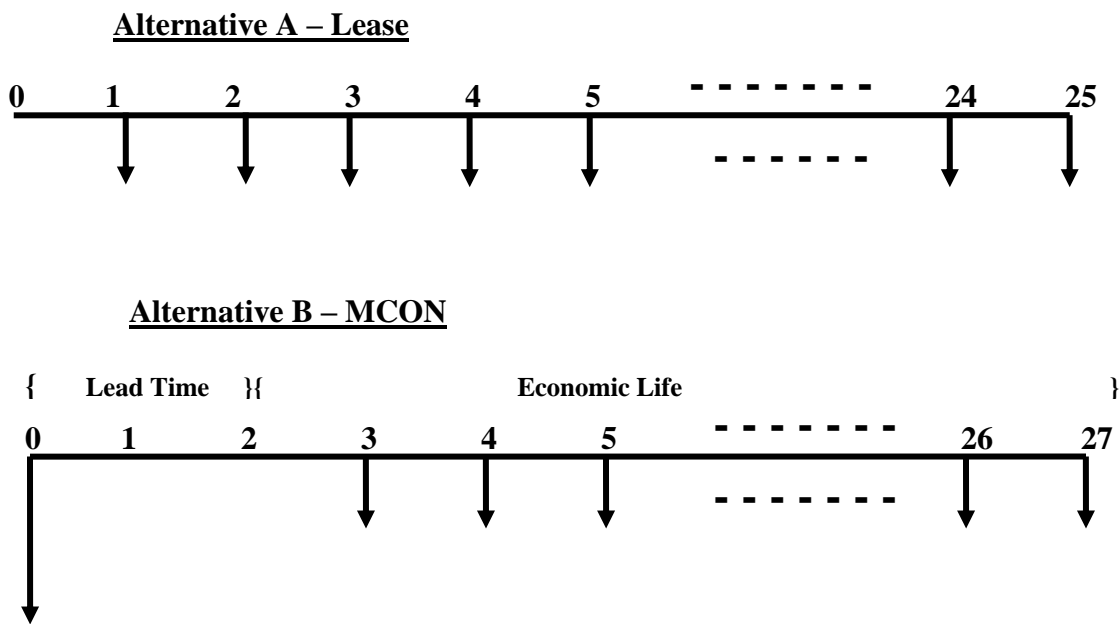 Alternative A – Lease
0 1 2 3 4 5 - - - - - - - 24 25
- - - - - -
Alternative B – MCON
{ Lead Time }{ Economic Life }
0 1 2 3 4 5 - - - - - - - 26 27
- - - - - - -